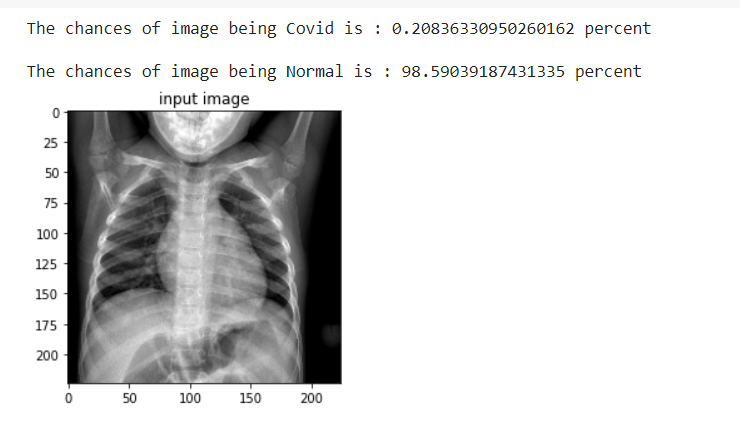 The chances of image being Covid is : 0.20836330950260162 percent
The chances of image being Normal is : 98.59039187431335 percent
input image
0
25
50
75
100
125
150
175
200
0 50 100 150 200